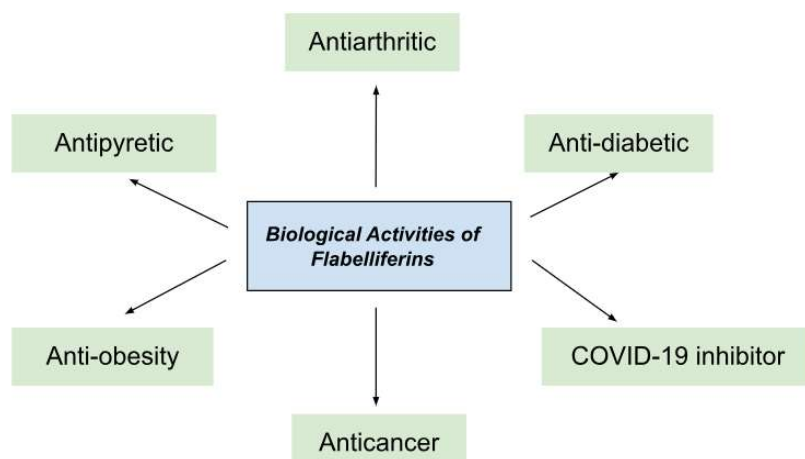 Antiarthritic
Antipyretic
Anti-diabetic
Biological Activities of
Flabelliferins
Anti-obesity
COVID-19 inhibitor
Anticancer